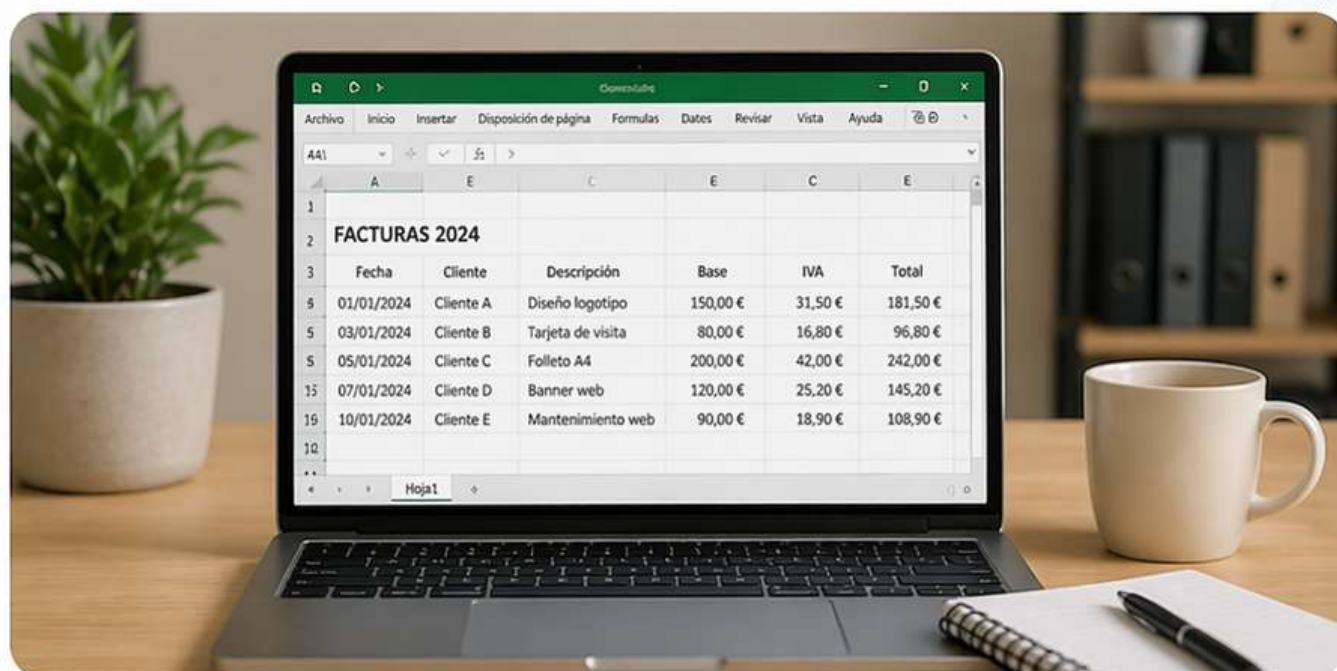 Archivo Inicio Insertar Disposición de página Formulas Dates Revisar Vista Ayuda
A E C E C E
1
2 FACTURAS 2024
3 Fecha Cliente Descripción Base IVA Total
6 01/01/2024 Cliente A Diseño logotipo 150,00 € 31,50 € 181,50 €
5 03/01/2024 Cliente B Tarjeta de visita 80,00 € 16,80 € 96,80 €
5 05/01/2024 Cliente C Folleto A4 200,00 € 42,00 € 242,00 €
15 07/01/2024 Cliente D Banner web 120,00 € 25,20 € 145,20 €
19 10/01/2024 Cliente E Mantenimiento web 90,00 € 18,90 € 108,90 €
Hoja1